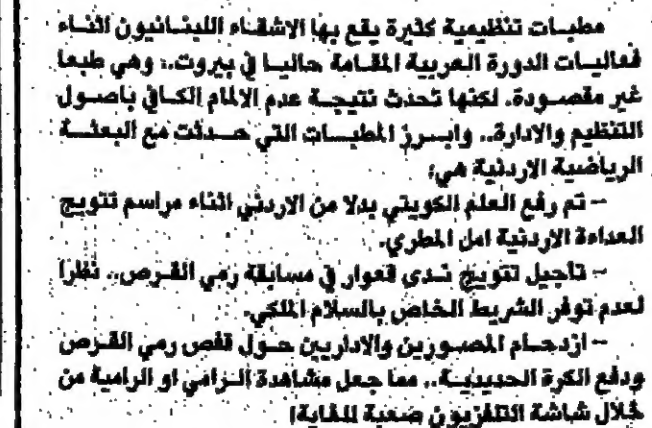 مطبات تنظيمية كثيرة يقع بها الاشقاء اللبنانيون اثناء
فعاليات الدورة العربية المقامة حاليا في بيروت.. وهي طبعا
غير مقصودة. لكنها تحدث نتيجة عدم الالمام الكافي باصول
التنظيم والادارة.. وابرز المطبات التي حدثت مع البعثة
الرياضية الاردنية هي:
- تم رفع العلم الكويتي بدلا من الاردني اثناء مراسم تتويج
العداءة الاردنية امل المطري.
- تأجيل تتويج ندى قعوار في مسابقة رمي القرص.. نظرا
لعدم توفر الشريط الخاص بالسلام الملكي.
- ازدحام المصورين والاداريين حول قفص رمي القرص
ودفع الكرة الحديدية.. مما جعل مشاهدة الرامي او الرامية من
خلال شاشة التلفزيون صعبة للغاية!